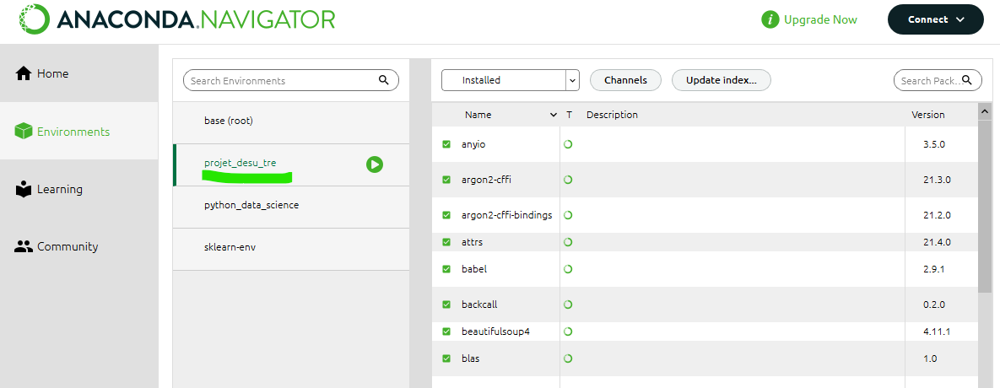 ANACONDA.NAVIGATOR
i Upgrade Now
Connect
Home
Environments
Learning
Community
Search Environments
base (root)
projet_desu_tre
python_data_science
sklearn-env
Installed
Channels
Update index...
Search Pack...
Name T Description Version
anyio 3.5.0
argon2-cffi 21.3.0
argon2-cffi-bindings 21.2.0
attrs 21.4.0
babel 2.9.1
backcall 0.2.0
beautifulsoup4 4.11.1
blas 1.0